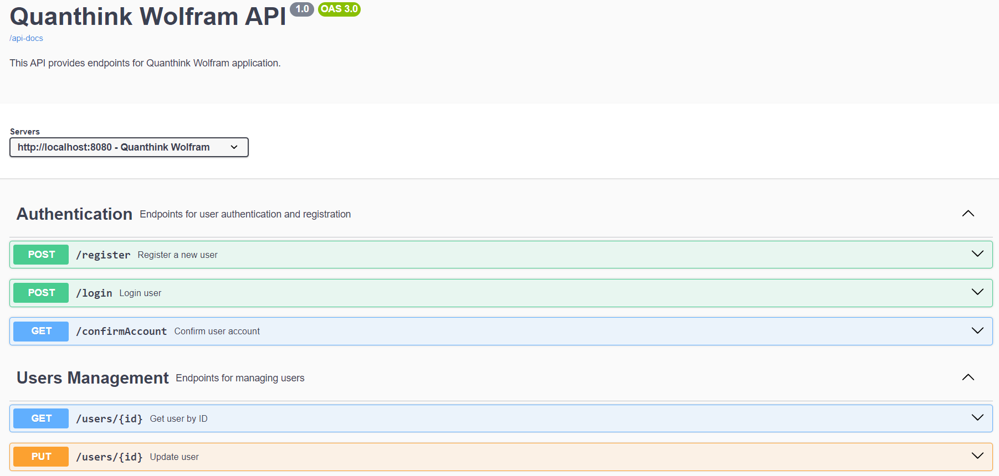 Quanthink Wolfram API 1.0 OAS 3.0
/api-docs
This API provides endpoints for Quanthink Wolfram application.
Servers
http://localhost:8080 - Quanthink Wolfram
Authentication Endpoints for user authentication and registration
POST /register Register a new user
POST /login Login user
GET /confirmAccount Confirm user account
Users Management Endpoints for managing users
GET /users/{id} Get user by ID
PUT /users/{id} Update user